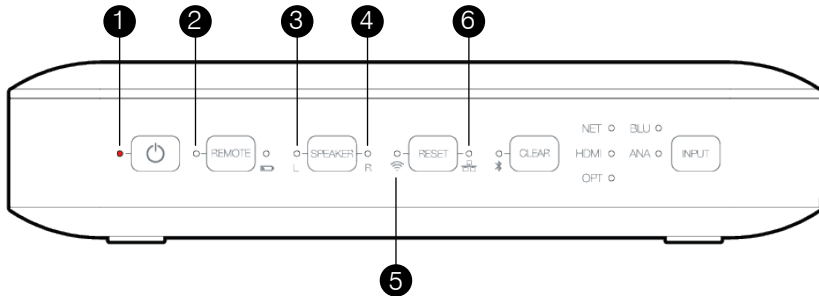 1 2 3 4 6
NET BLU
REMOTE SPEAKER RESET CLEAR HDMI ANA INPUT
L R OPT
5